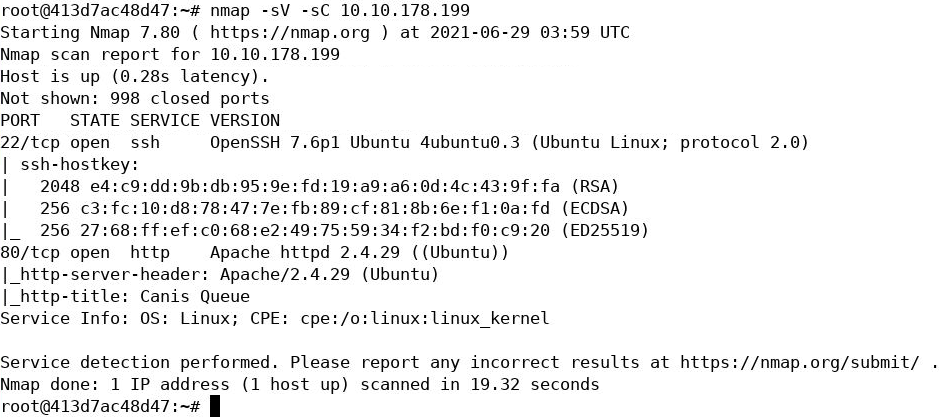 root@413d7ac48d47:~# nmap -sV -sC 10.10.178.199
Starting Nmap 7.80 ( https://nmap.org ) at 2021-06-29 03:59 UTC
Nmap scan report for 10.10.178.199
Host is up (0.28s latency).
Not shown: 998 closed ports
PORT   STATE SERVICE VERSION
22/tcp open  ssh     OpenSSH 7.6p1 Ubuntu 4ubuntu0.3 (Ubuntu Linux; protocol 2.0)
| ssh-hostkey:
|   2048 e4:c9:dd:9b:db:95:9e:fd:19:a9:a6:0d:4c:43:9f:fa (RSA)
|   256 c3:fc:10:d8:78:47:7e:fb:89:cf:81:8b:6e:f1:0a:fd (ECDSA)
|_  256 27:68:ff:ef:c0:68:e2:49:75:59:34:f2:bd:f0:c9:20 (ED25519)
80/tcp open  http    Apache httpd 2.4.29 ((Ubuntu))
|_http-server-header: Apache/2.4.29 (Ubuntu)
|_http-title: Canis Queue
Service Info: OS: Linux; CPE: cpe:/o:linux:linux_kernel
Service detection performed. Please report any incorrect results at https://nmap.org/submit/ .
Nmap done: 1 IP address (1 host up) scanned in 19.32 seconds
root@413d7ac48d47:~#